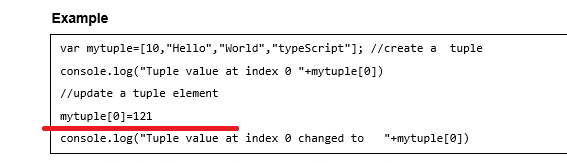 Example
var mytuple=[10,"Hello","World","typeScript"]; //create a  tuple
console.log("Tuple value at index 0 "+mytuple[0])
//update a tuple element
mytuple[0]=121
console.log("Tuple value at index 0 changed to   "+mytuple[0])